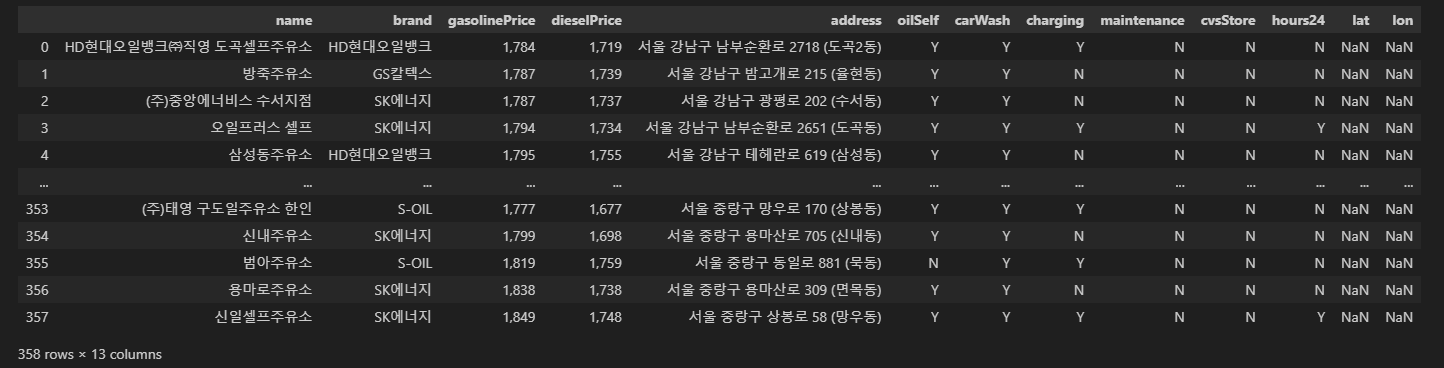 name brand gasolinePrice dieselPrice address oilSelf carWash charging maintenance cvsStore hours24 lat lon
0 HD현대오일뱅크㈜직영 도곡셀프주유소 HD현대오일뱅크 1,784 1,719 서울 강남구 남부순환로 2718 (도곡2동) Y Y Y N N N NaN NaN
1 방죽주유소 GS칼텍스 1,787 1,739 서울 강남구 밤고개로 215 (율현동) Y Y Y N N N NaN NaN
2 (주)중앙에너비스 수서지점 SK에너지 1,787 1,737 서울 강남구 광평로 202 (수서동) Y Y N N N N NaN NaN
3 오일프러스 셀프 SK에너지 1,794 1,734 서울 강남구 남부순환로 2651 (도곡동) Y Y Y N N Y NaN NaN
4 삼성동주유소 HD현대오일뱅크 1,795 1,755 서울 강남구 테헤란로 619 (삼성동) Y Y N N N N NaN NaN
... ... ... ... ... ... ... ... ... ... ... ... ... ...
353 (주)태영 구도일주유소 한인 S-OIL 1,777 1,677 서울 중랑구 망우로 170 (상봉동) Y Y Y N N N NaN NaN
354 신내주유소 SK에너지 1,799 1,698 서울 중랑구 용마산로 705 (신내동) Y Y N N N N NaN NaN
355 범아주유소 S-OIL 1,819 1,759 서울 중랑구 동일로 881 (묵동) N Y Y N N N NaN NaN
356 용마로주유소 SK에너지 1,838 1,738 서울 중랑구 용마산로 309 (면목동) Y Y N N N N NaN NaN
357 신일셀프주유소 SK에너지 1,849 1,748 서울 중랑구 상봉로 58 (망우동) Y Y Y N N Y NaN NaN
358 rows × 13 columns